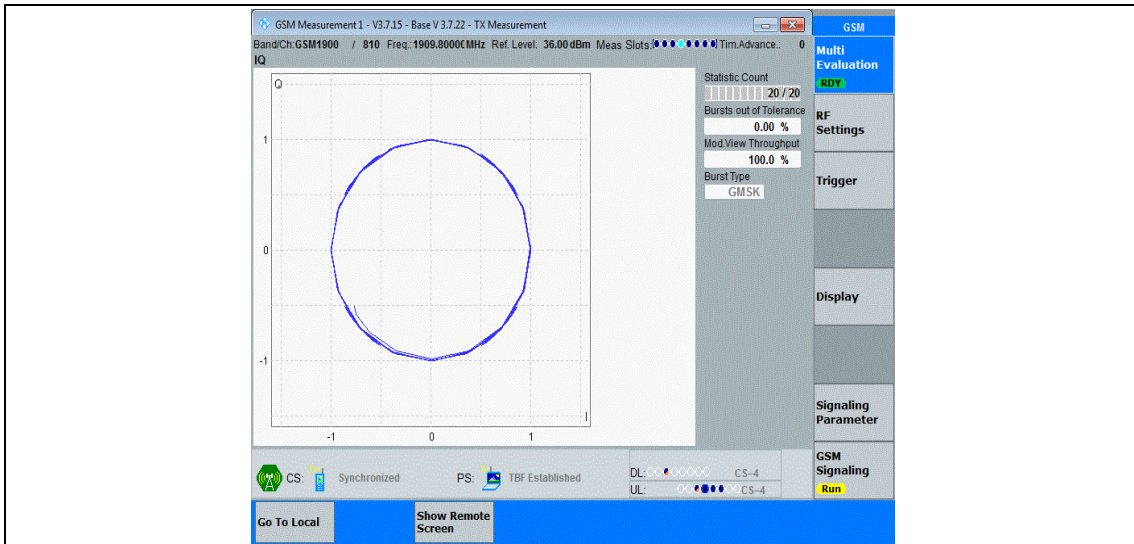 GSM Measurement 1 - V3.7.15 - Base V 3.7.22 - TX Measurement
GSM
Band/Ch:GSM1900 / 810 Freq.:1909.8000(MHz Ref. Level: 36.00 dBm Meas Slots: Tim.Advance.: 0
IQ
Multi
Evaluation
RDY
Q
1
0
-1
-1 0 1
I
Statistic Count
20 / 20
Bursts out of Tolerance
0.00 %
Mod.View Throughput
100.0 %
Burst Type
GMSK
RF
Settings
Trigger
Display
Signaling
Parameter
GSM
Signaling
Run
CS: Synchronized PS: TBF Established
DL: CS-4
UL: CS-4
Go To Local
Show Remote
Screen